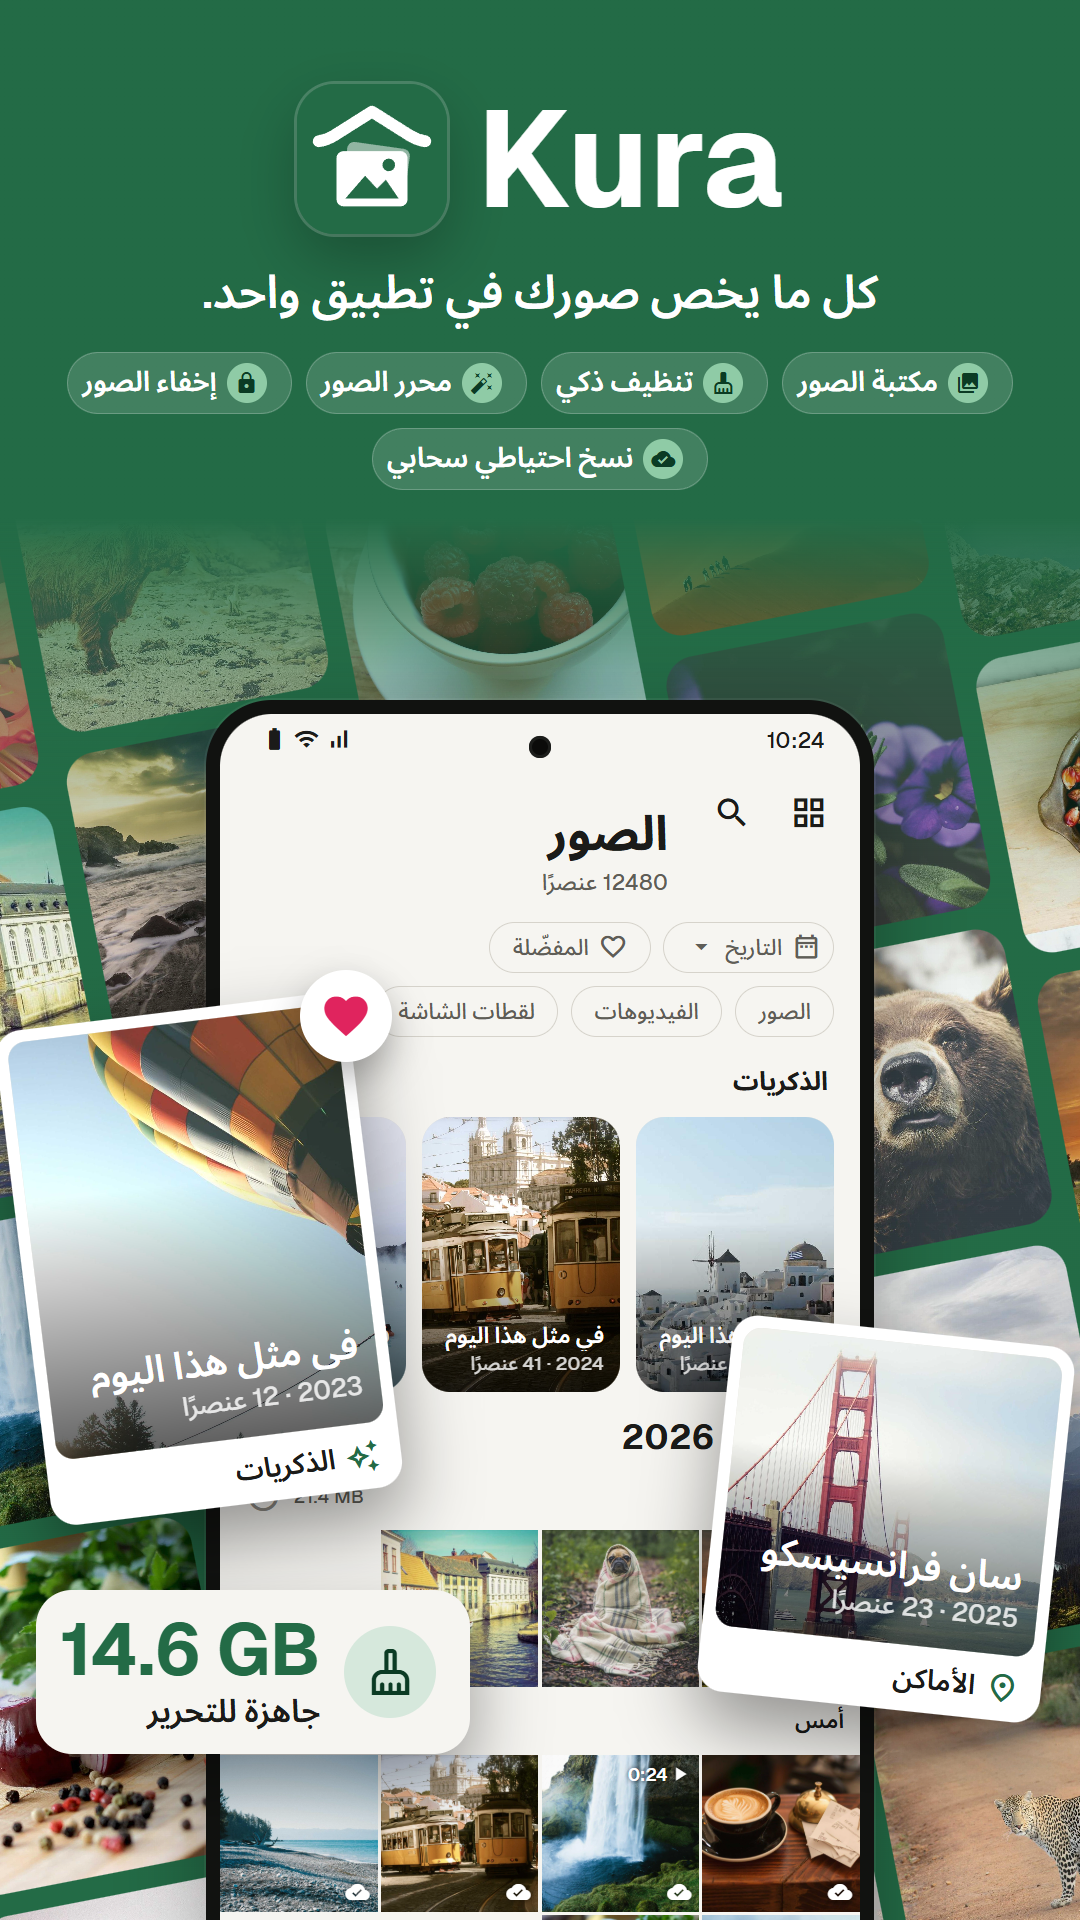 Kura
كل ما يخص صورك في تطبيق واحد.
مكتبة الصور
تنظيف ذكي
محرر الصور
إخفاء الصور
نسخ احتياطي سحابي
10:24
الصور
12480 عنصرًا
التاريخ
المفضّلة
الصور
الفيديوهات
لقطات الشاشة
الذكريات
هذا اليوم
عنصرًا
في مثل هذا اليوم
2024 · 41 عنصرًا
في مثل هذا اليوم
2023 · 12 عنصرًا
الذكريات
2026
21.4 MB
سان فرانسيسكو
2025 · 23 عنصرًا
الأماكن
14.6 GB
جاهزة للتحرير
أمس
0:24